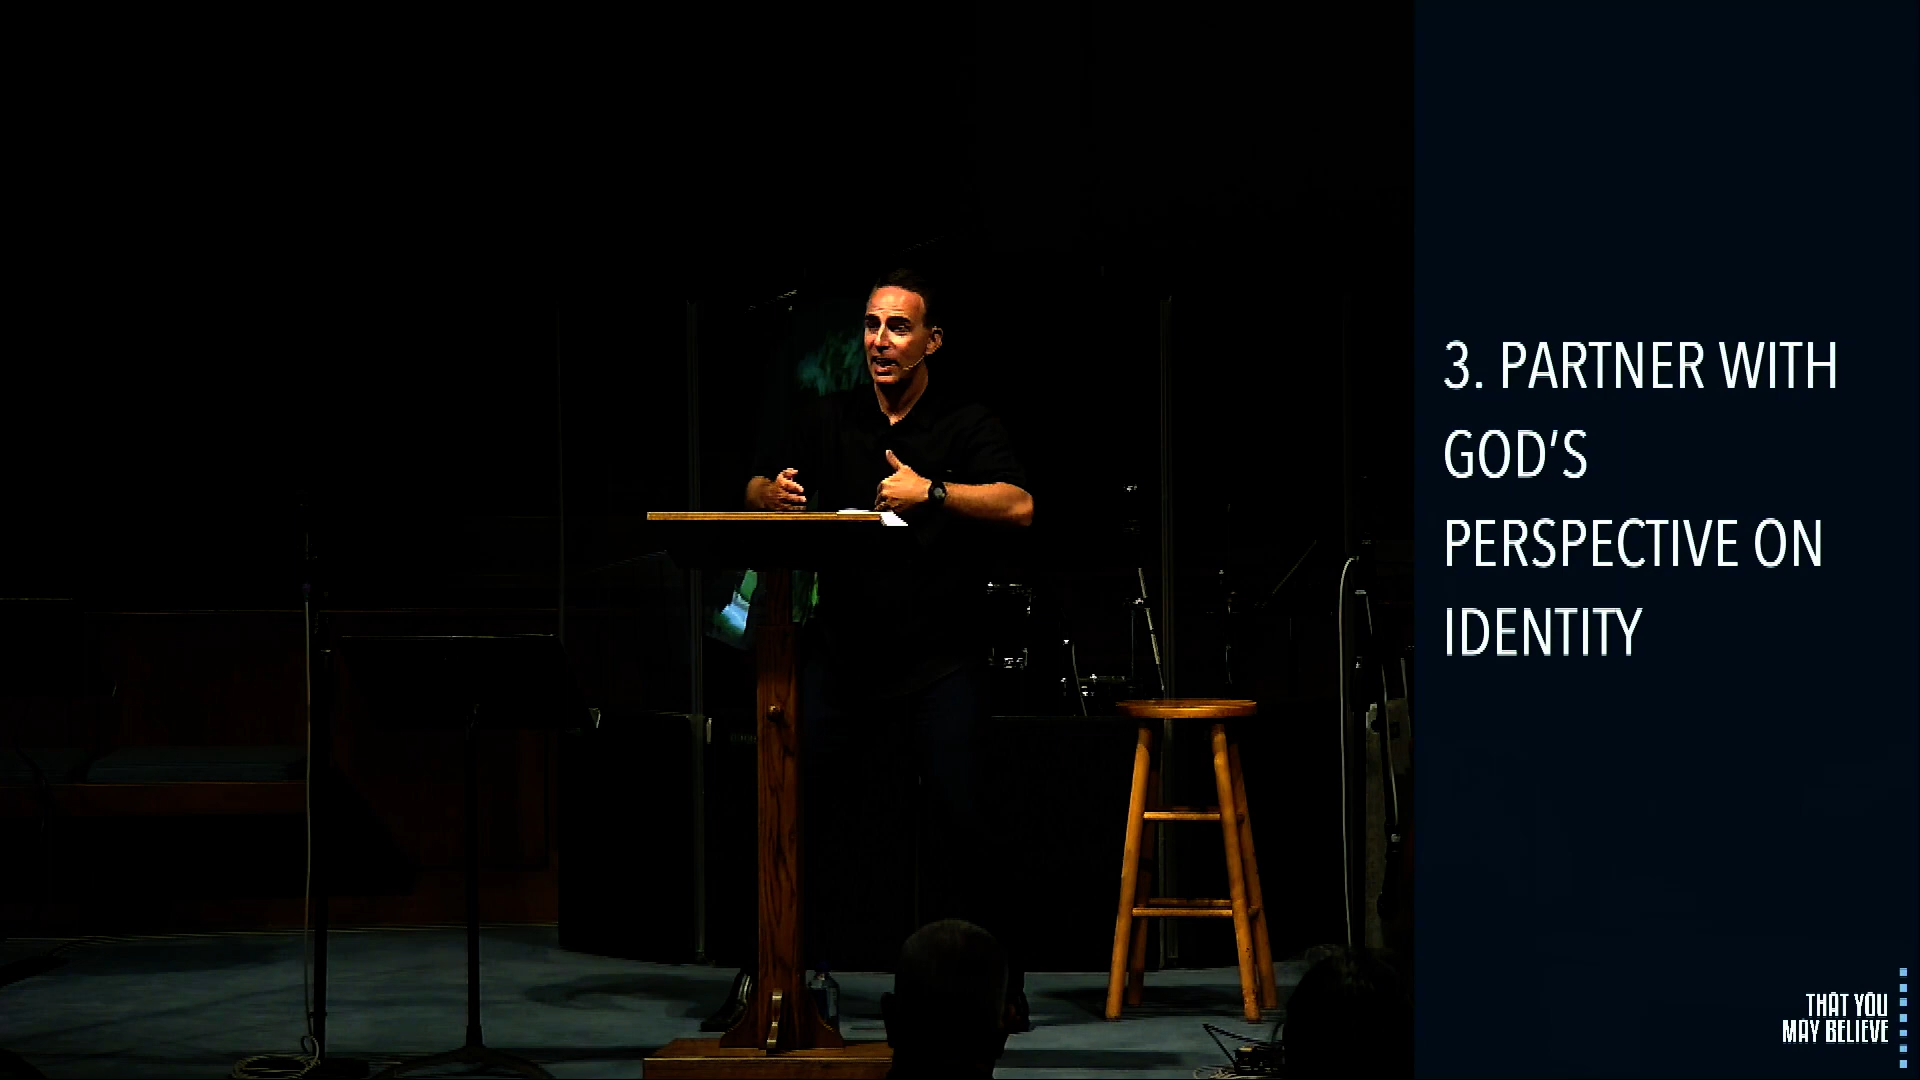 3. PARTNER WITH
GOD'S
PERSPECTIVE ON
IDENTITY
THAT YOU
MAY BELIEVE